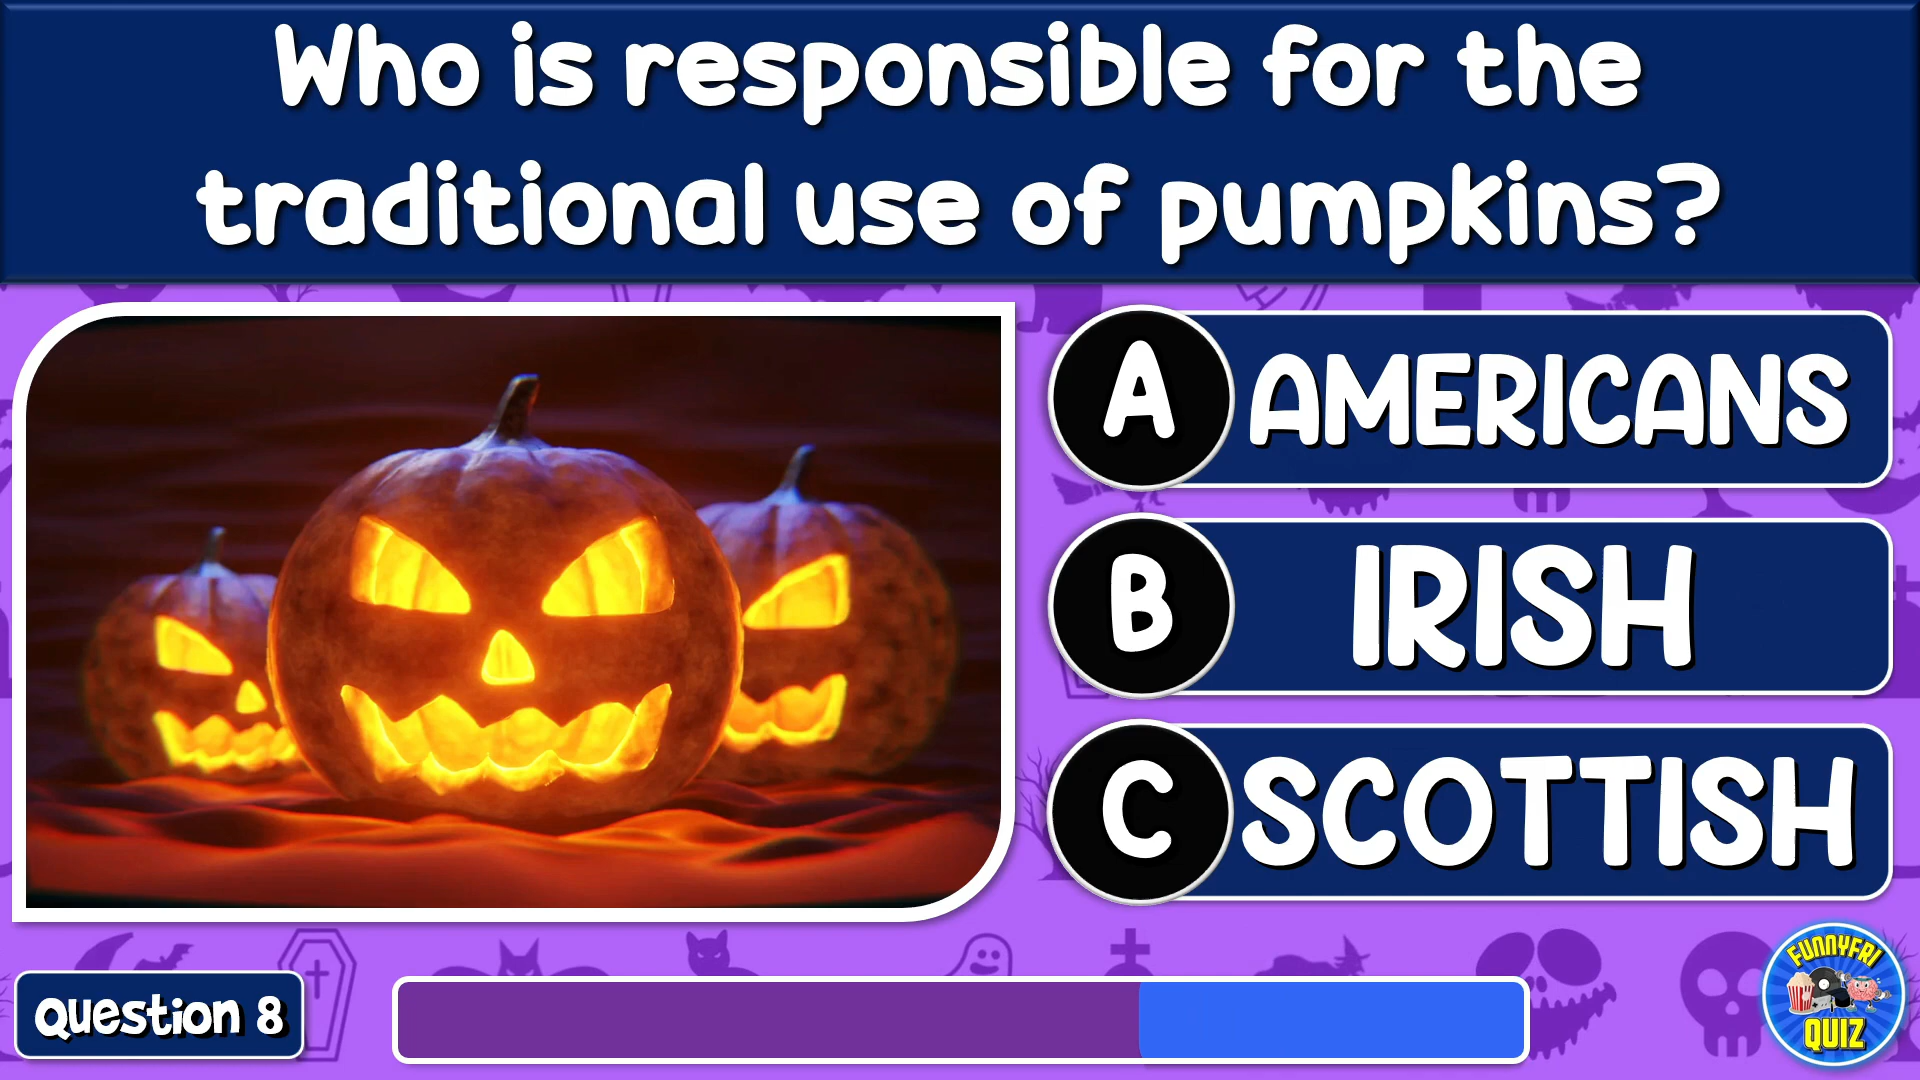 Who is responsible for the
traditional use of pumpkins?
A AMERICANS
B IRISH
C SCOTTISH
Question 8
FUNNYFRI
QUIZ